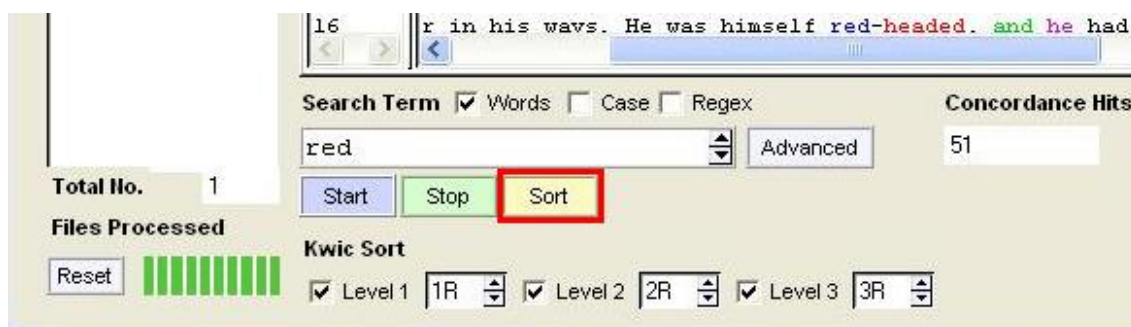 16 r in his wavs. He was himself red-headed. and he had
Search Term Words Case Regex Concordance Hits
red Advanced 51
Total No. 1
Start Stop Sort
Files Processed
Kwic Sort
Reset Level 1 1R Level 2 2R Level 3 3R